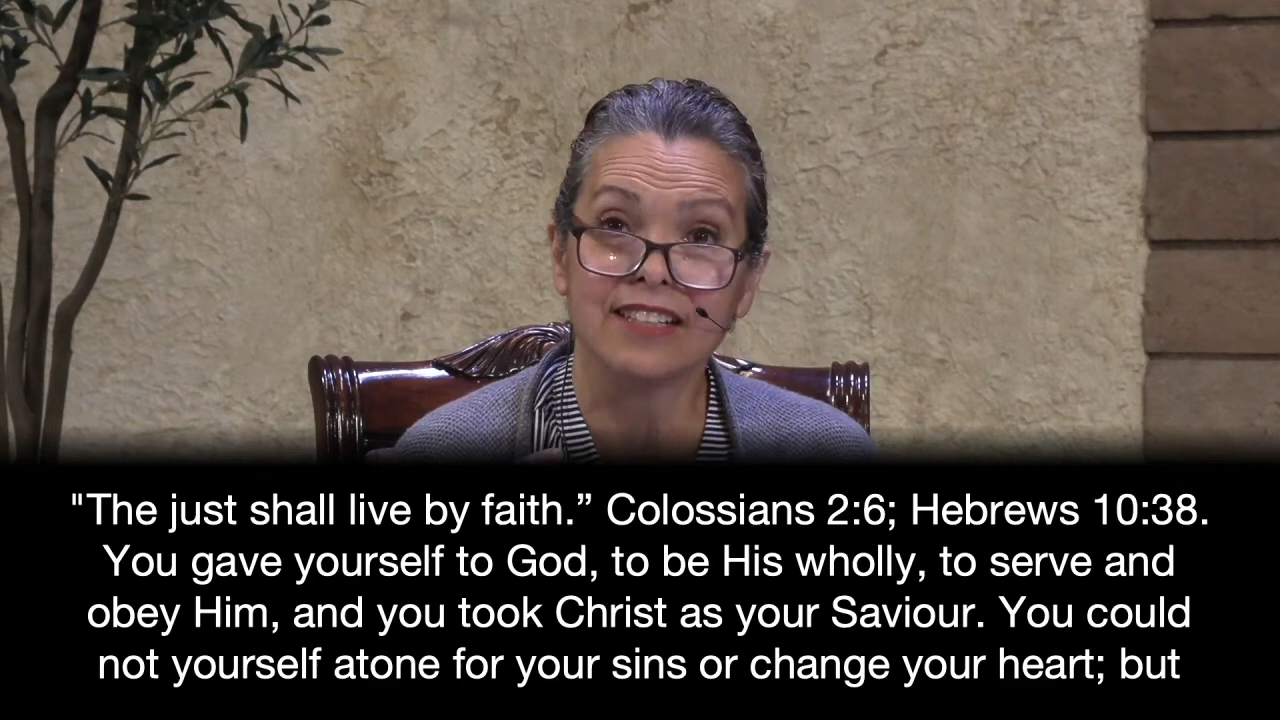 "The just shall live by faith.” Colossians 2:6; Hebrews 10:38.
You gave yourself to God, to be His wholly, to serve and
obey Him, and you took Christ as your Saviour. You could
not yourself atone for your sins or change your heart; but